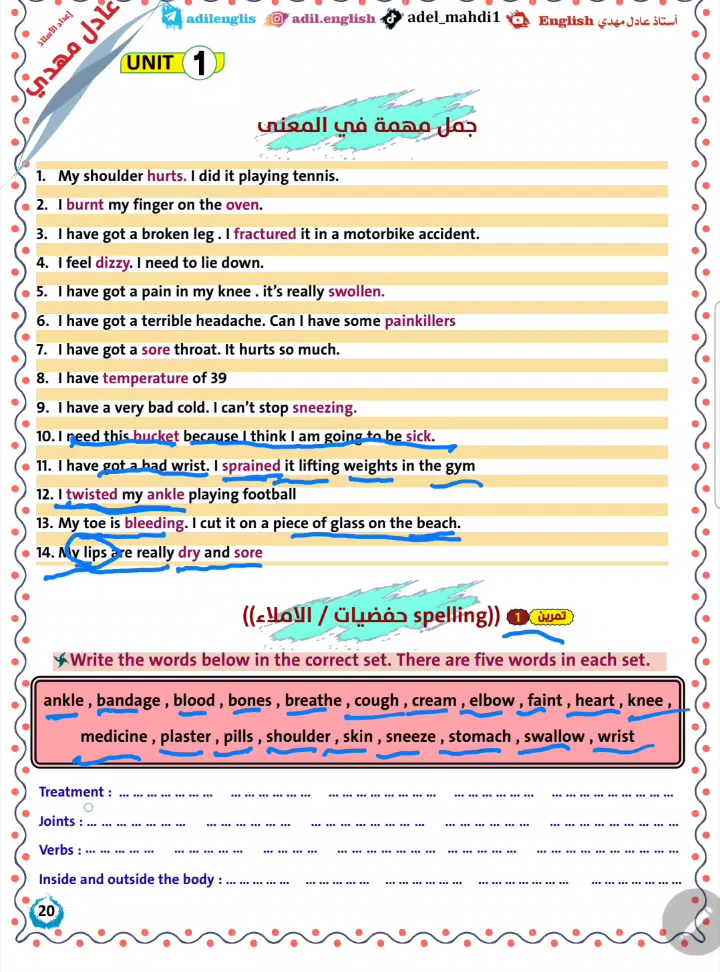 إعداد الأستاذ
عادل مهدي
adilenglis adil.english adel_mahdi1 English أستاذ عادل مهدي
UNIT 1
جمل مهمة في المعنى
1. My shoulder hurts. I did it playing tennis.
2. I burnt my finger on the oven.
3. I have got a broken leg . I fractured it in a motorbike accident.
4. I feel dizzy. I need to lie down.
5. I have got a pain in my knee . it's really swollen.
6. I have got a terrible headache. Can I have some painkillers
7. I have got a sore throat. It hurts so much.
8. I have temperature of 39
9. I have a very bad cold. I can't stop sneezing.
10. I need this bucket because I think I am going to be sick.
11. I have got a bad wrist. I sprained it lifting weights in the gym
12. I twisted my ankle playing football
13. My toe is bleeding. I cut it on a piece of glass on the beach.
14. My lips are really dry and sore
تمرين 1 ((spelling حفضيات / الاملاء))
Write the words below in the correct set. There are five words in each set.
ankle , bandage , blood , bones , breathe , cough , cream , elbow , faint , heart , knee ,
medicine , plaster , pills , shoulder , skin , sneeze , stomach , swallow , wrist
Treatment : ... ... ... ... ... ... ... ... ... ... ... ... ... ... ... ... ... ... ... ... ... ... ... ... ... ... ... ... ... ... ... ... ...
Joints : ... ... ... ... ... ... ... ... ... ... ... ... ... ... ... ... ... ... ... ... ... ... ... ... ... ... ... ... ... ... ... ... ... ...
Verbs : ... ... ... ... ... ... ... ... ... ... ... ... ... ... ... ... ... ... ... ... ... ... ... ... ... ... ... ... ... ... ... ... ...
Inside and outside the body : ... ... ... ... ... ... ... ... ... ... ... ... ... ... ... ... ... ... ... ... ... ... ... ... ... ... ... ...
20